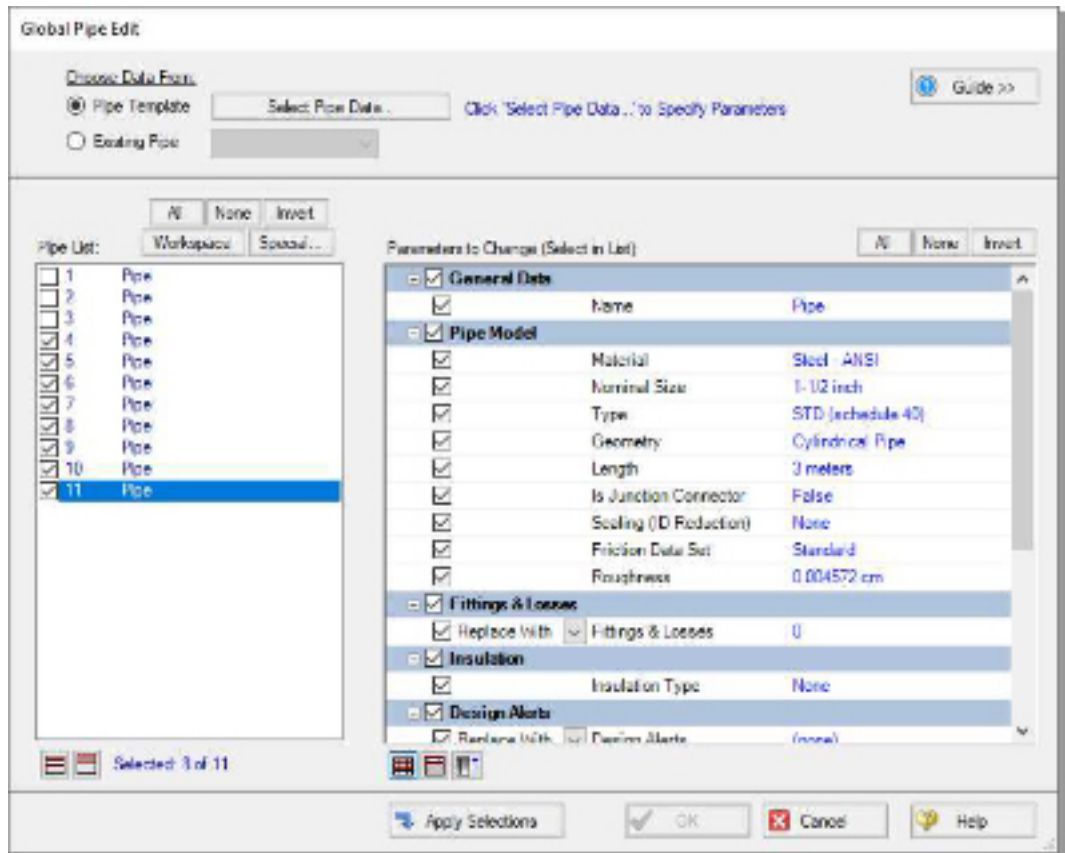 Global Pipe Edit
Choose Data From:
Pipe Template Select Pipe Data... Click 'Select Pipe Data...' to Specify Parameters Guide >>
Existing Pipe
All None Invert
Pipe List: Workspace Special... Parameters to Change (Select in List) All None Invert
1 Pipe
2 Pipe
3 Pipe
4 Pipe
5 Pipe
6 Pipe
7 Pipe
8 Pipe
9 Pipe
10 Pipe
11 Pipe
General Data
Name Pipe
Pipe Model
Material Steel - ANSI
Nominal Size 1-1/2 inch
Type STD (schedule 40)
Geometry Cylindrical Pipe
Length 3 meters
Is Junction Connector False
Scaling (ID Reduction) None
Friction Data Set Standard
Roughness 0.004572 cm
Fittings & Losses
Replace With Fittings & Losses 0
Insulation
Insulation Type None
Design Alerts
Replace With Design Alerts (none)
Selected: 8 of 11
Apply Selections OK Cancel Help